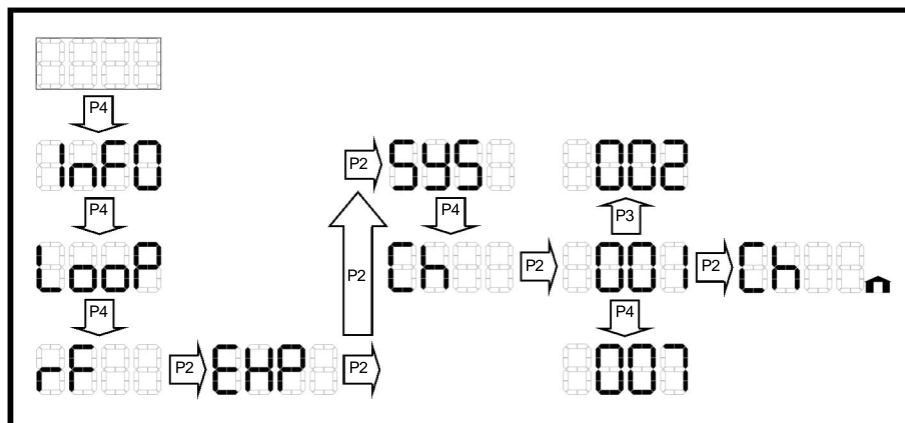 P4
InFO P2 SYS 002
P4 P4 P3
LooP P2 Ch P2 001 P2 Ch
P4 P4
rF P2 EHP P2 007